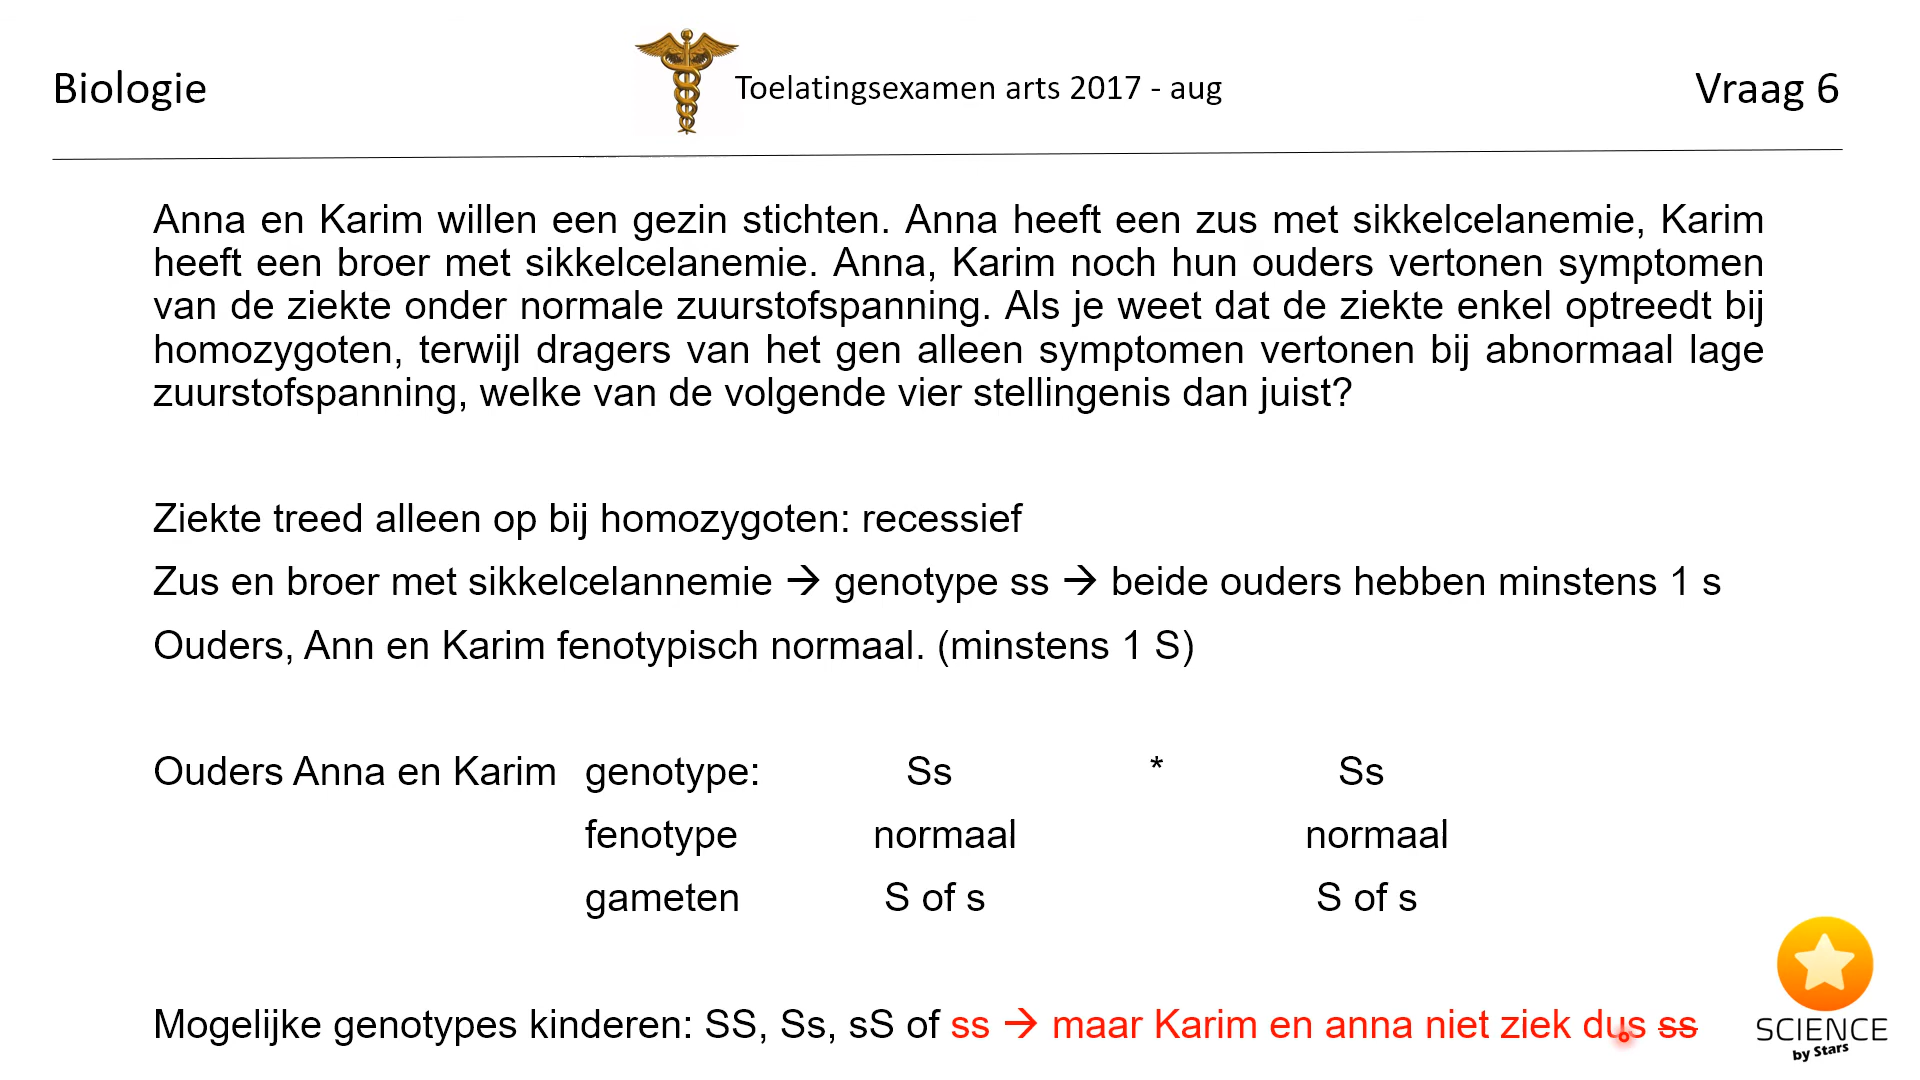 Biologie
Toelatingsexamen arts 2017 - aug
Vraag 6
Anna en Karim willen een gezin stichten. Anna heeft een zus met sikkelcelanemie, Karim
heeft een broer met sikkelcelanemie. Anna, Karim noch hun ouders vertonen symptomen
van de ziekte onder normale zuurstofspanning. Als je weet dat de ziekte enkel optreedt bij
homozygoten, terwijl dragers van het gen alleen symptomen vertonen bij abnormaal lage
zuurstofspanning, welke van de volgende vier stellingenis dan juist?
Ziekte treed alleen op bij homozygoten: recessief
Zus en broer met sikkelcelannemie → genotype ss → beide ouders hebben minstens 1 s
Ouders, Ann en Karim fenotypisch normaal. (minstens 1 S)
Ouders Anna en Karim genotype: Ss * Ss
fenotype normaal normaal
gameten S of s S of s
Mogelijke genotypes kinderen: SS, Ss, sS of ss → maar Karim en anna niet ziek dus ss
SCIENCE
by Stars